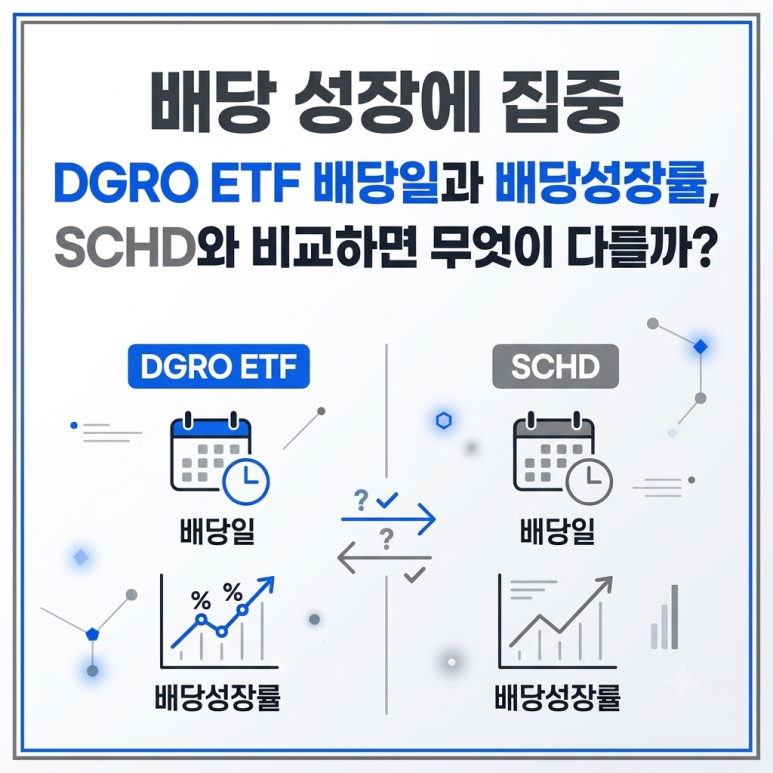 배당 성장에 집중
DGRO ETF 배당일과 배당성장률,
SCHD와 비교하면 무엇이 다를까?
DGRO ETF
SCHD
배당일
배당일
? ✓
?
✓
% %
배당성장률
배당성장률